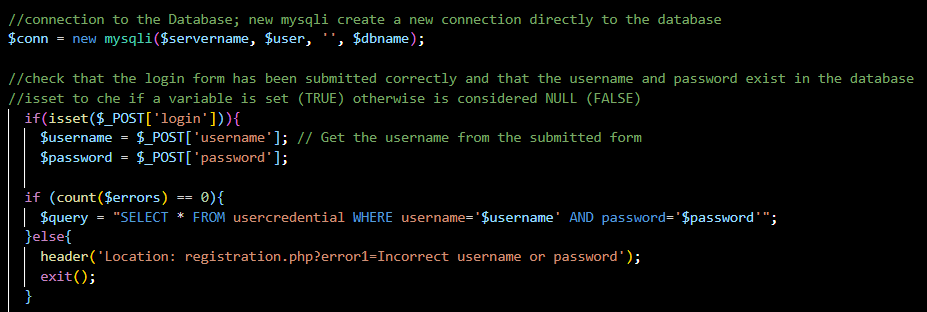 //connection to the Database; new mysqli create a new connection directly to the database
$conn = new mysqli($servername, $user, '', $dbname);
//check that the login form has been submitted correctly and that the username and password exist in the database
//isset to che if a variable is set (TRUE) otherwise is considered NULL (FALSE)
if(isset($_POST['login'])){
$username = $_POST['username']; // Get the username from the submitted form
$password = $_POST['password'];
if (count($errors) == 0){
$query = "SELECT * FROM usercredential WHERE username='$username' AND password='$password'";
}else{
header('Location: registration.php?error1=Incorrect username or password');
exit();
}